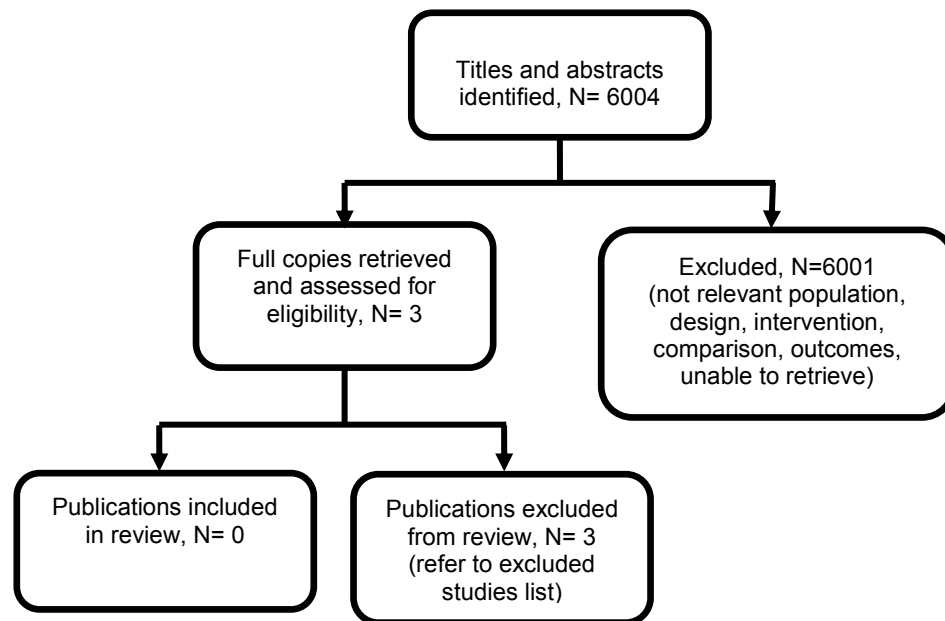 Titles and abstracts
identified, N= 6004
Full copies retrieved
and assessed for
eligibility, N= 3
Excluded, N=6001
(not relevant population,
design, intervention,
comparison, outcomes,
unable to retrieve)
Publications included
in review, N= 0
Publications excluded
from review, N= 3
(refer to excluded
studies list)